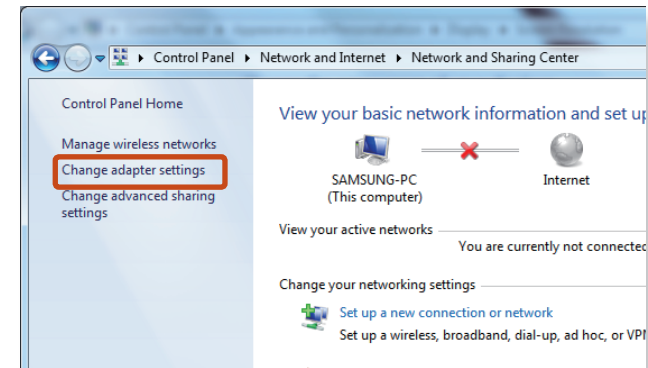 Control Panel ▸ Network and Internet ▸ Network and Sharing Center
Control Panel Home
Manage wireless networks
Change adapter settings
Change advanced sharing
settings
View your basic network information and set up
SAMSUNG-PC
(This computer)
Internet
View your active networks
You are currently not connected
Change your networking settings
Set up a new connection or network
Set up a wireless, broadband, dial-up, ad hoc, or VPN